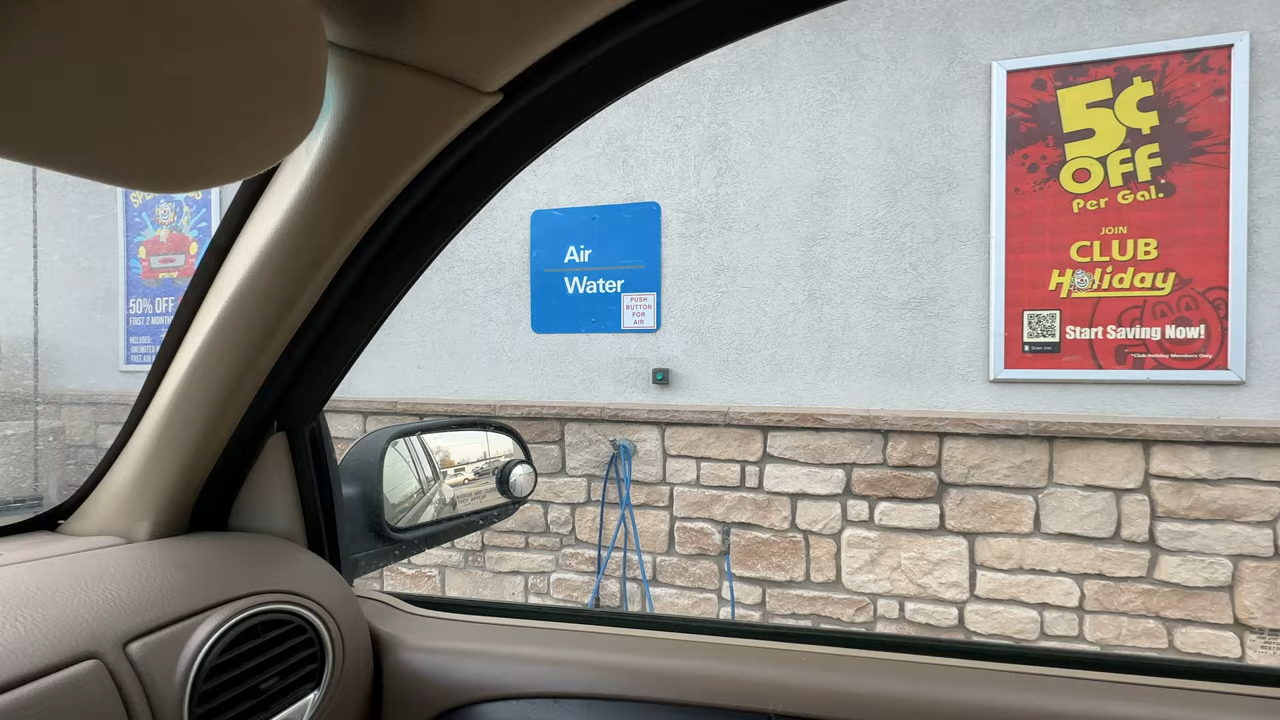 50% OFF
FIRST 2 MONTHS
INCLUDES:
UNLIMITED
FREE AIR
Air
Water
PUSH
BUTTON
FOR
AIR
5¢
OFF
Per Gal.
JOIN
CLUB
Holiday
Scan me
Start Saving Now!
*Club Holiday Members Only